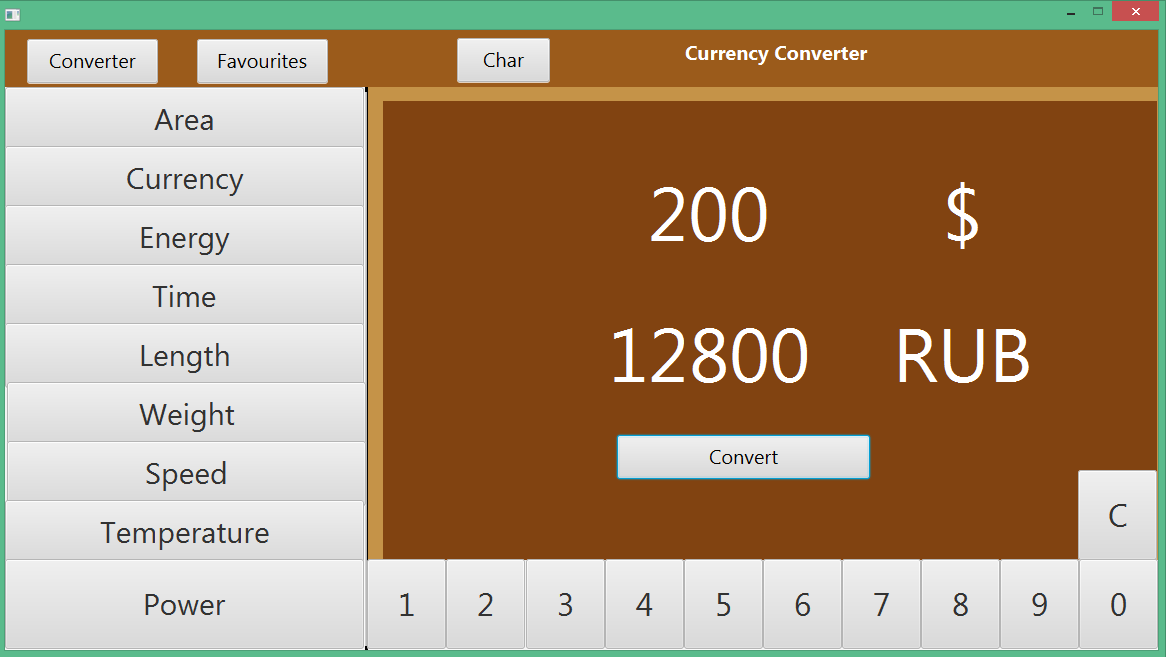 Converter Favourites Char Currency Converter
Area
Currency
Energy
Time
Length
Weight
Speed
Temperature
Power
200 $
12800 RUB
Convert
C
1 2 3 4 5 6 7 8 9 0